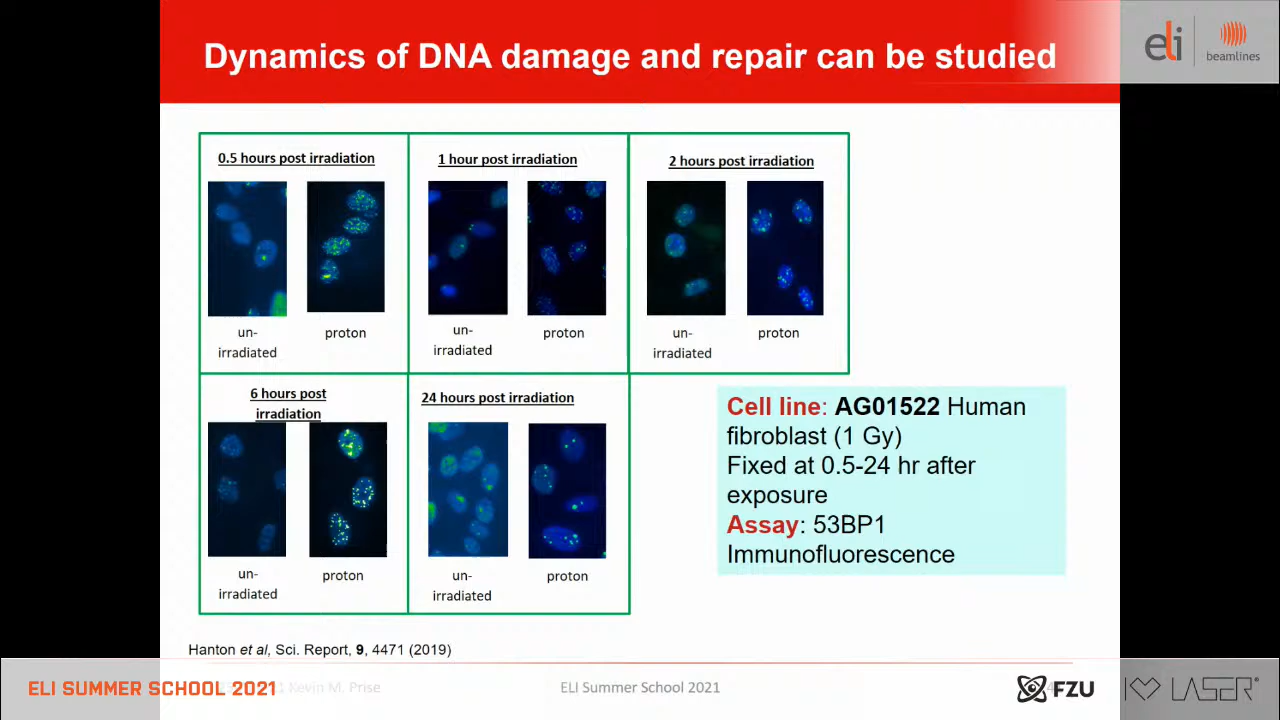 Dynamics of DNA damage and repair can be studied
eli
beamlines
0.5 hours post irradiation
1 hour post irradiation
2 hours post irradiation
un-
irradiated
proton
un-
irradiated
proton
un-
irradiated
proton
6 hours post
irradiation
24 hours post irradiation
un-
irradiated
proton
un-
irradiated
proton
Cell line: AG01522 Human
fibroblast (1 Gy)
Fixed at 0.5-24 hr after
exposure
Assay: 53BP1
Immunofluorescence
Hanton et al, Sci. Report, 9, 4471 (2019)
ELI SUMMER SCHOOL 2021
Kevin M. Prise
ELI Summer School 2021
FZU
LASER